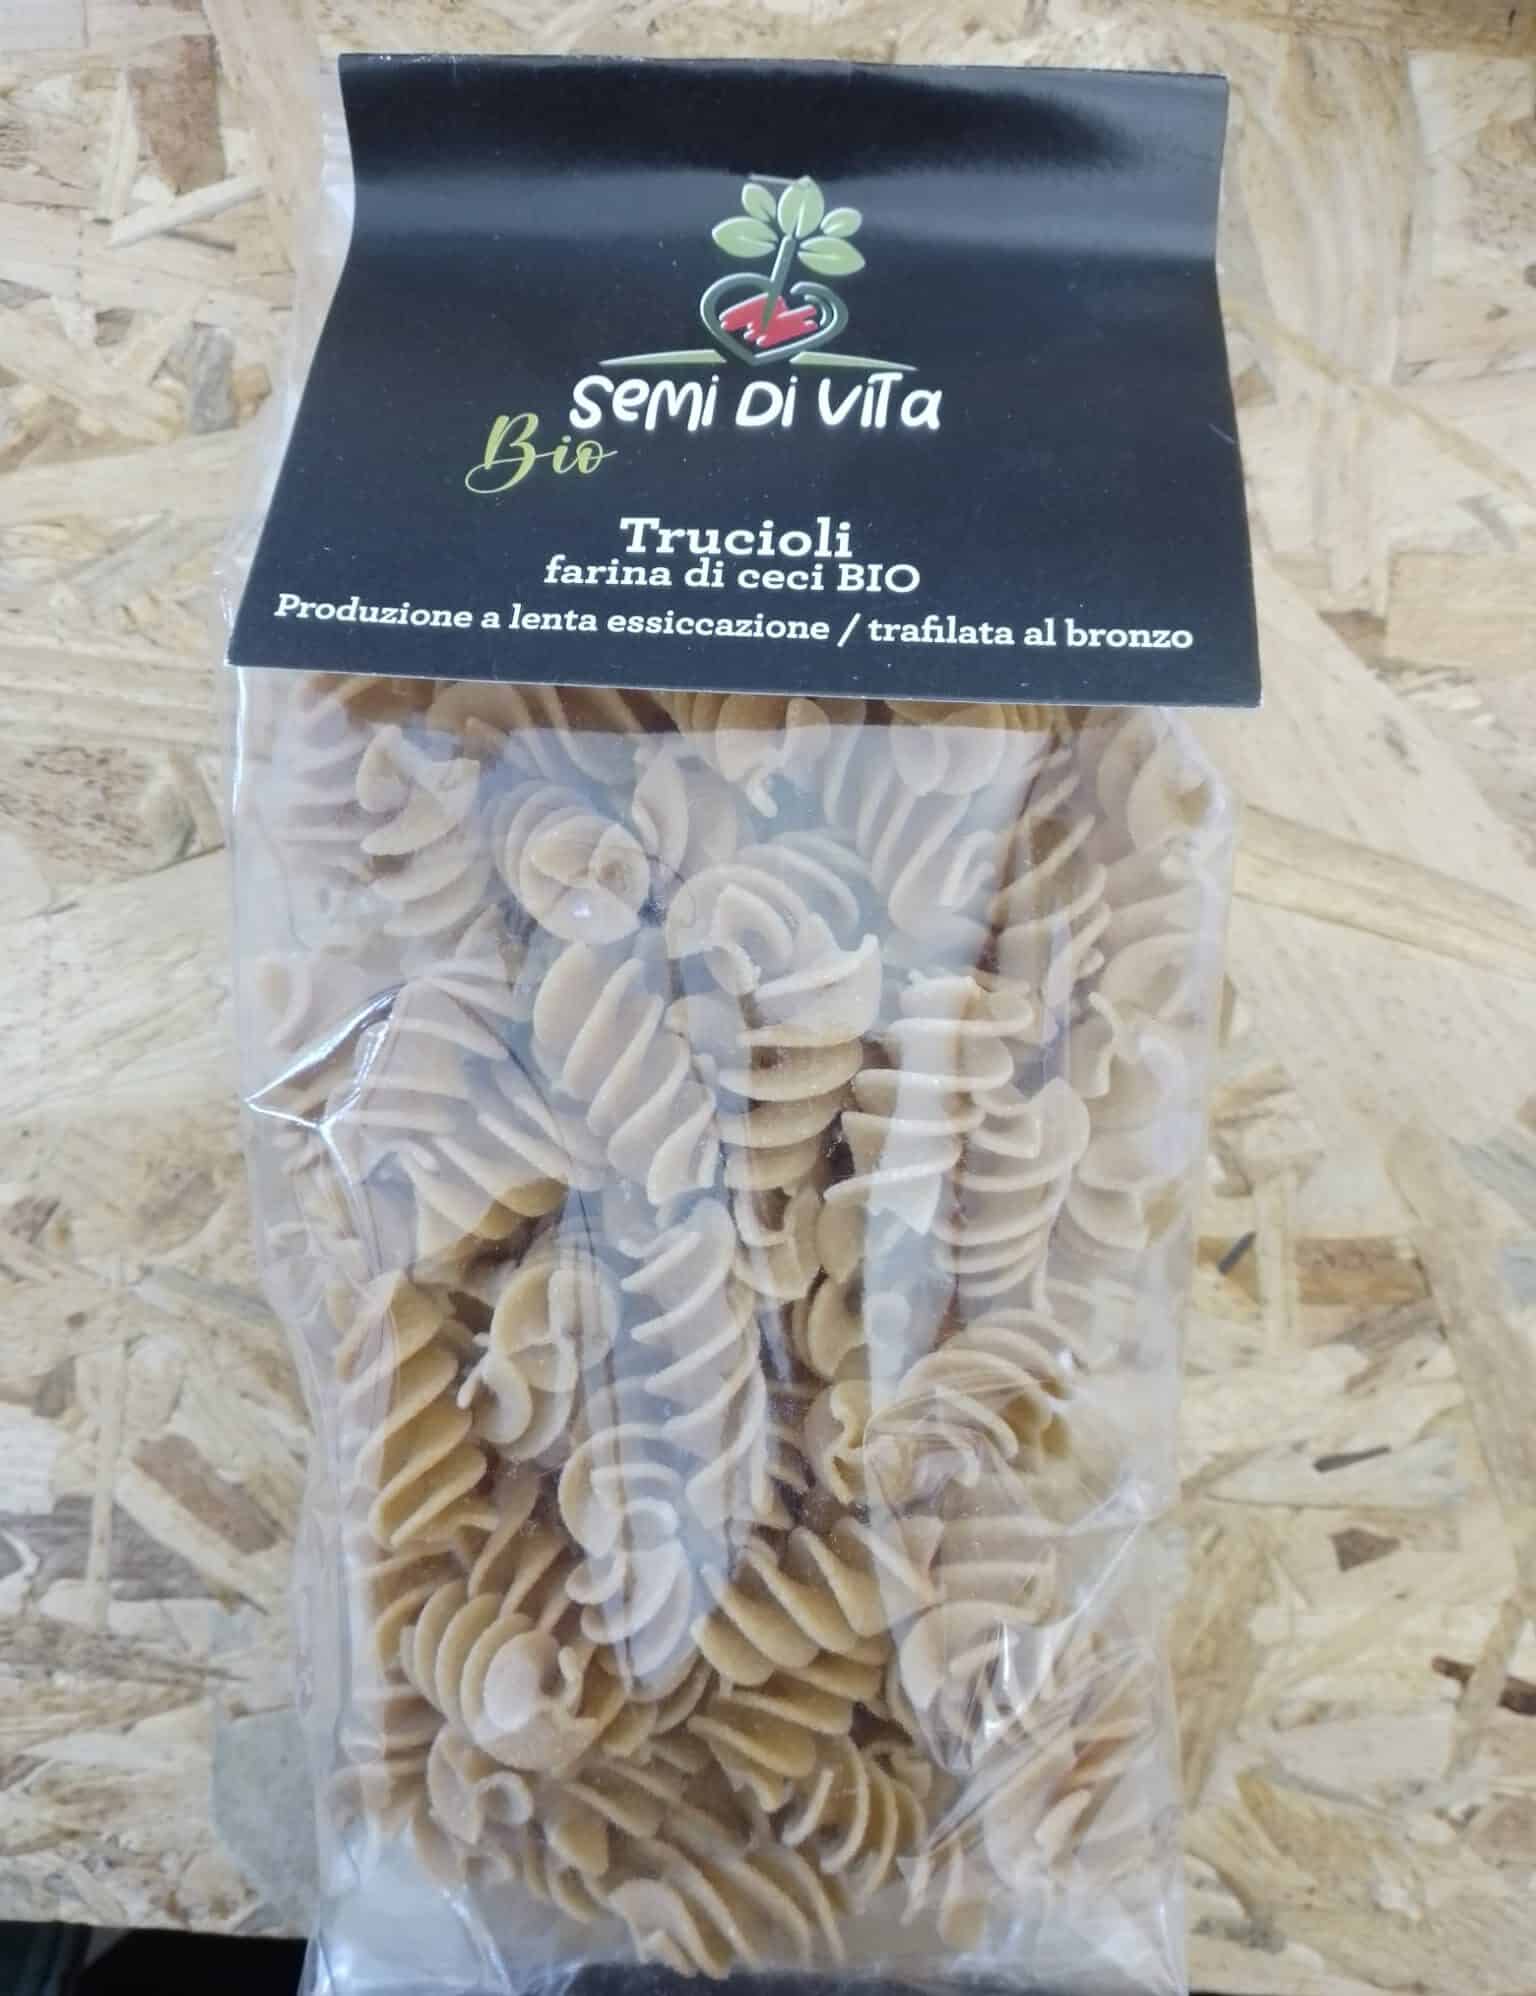 SEMI DI VITA
Bio
Trucioli
farina di ceci BIO
Produzione a lenta essiccazione / trafilata al bronzo